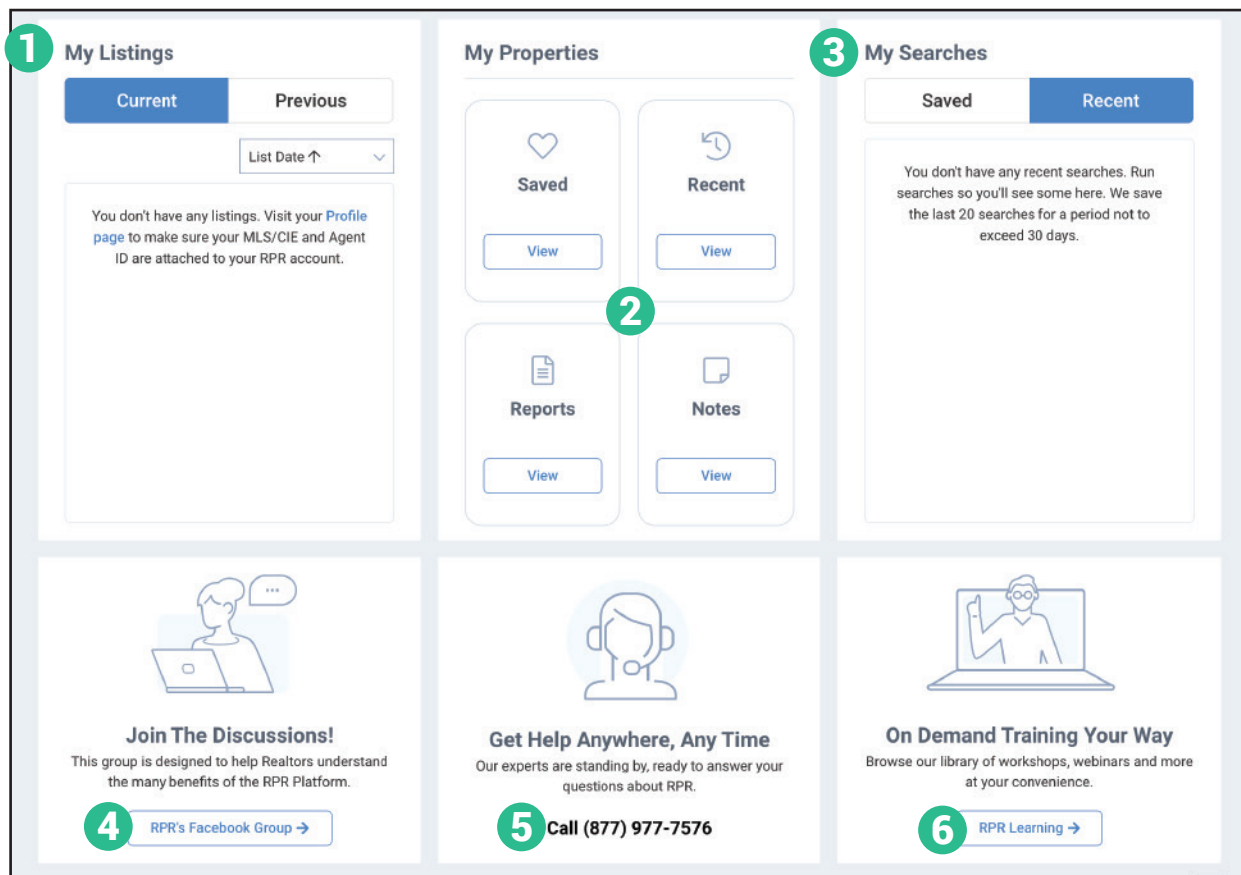 1
My Listings
Current
Previous
List Date ↑
You don't have any listings. Visit your Profile
page to make sure your MLS/CIE and Agent
ID are attached to your RPR account.
My Properties
Saved
View
Recent
View
2
Reports
View
Notes
View
3
My Searches
Saved
Recent
You don't have any recent searches. Run
searches so you'll see some here. We save
the last 20 searches for a period not to
exceed 30 days.
Join The Discussions!
This group is designed to help Realtors understand
the many benefits of the RPR Platform.
4
RPR's Facebook Group →
Get Help Anywhere, Any Time
Our experts are standing by, ready to answer your
questions about RPR.
5
Call (877) 977-7576
On Demand Training Your Way
Browse our library of workshops, webinars and more
at your convenience.
6
RPR Learning →